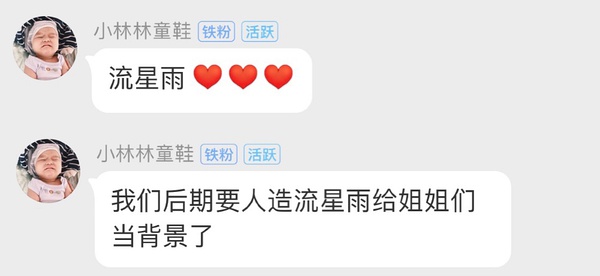 小林林童鞋 铁粉 活跃
流星雨❤️❤️❤️
小林林童鞋 铁粉 活跃
我们后期要人造流星雨给姐姐们
当背景了